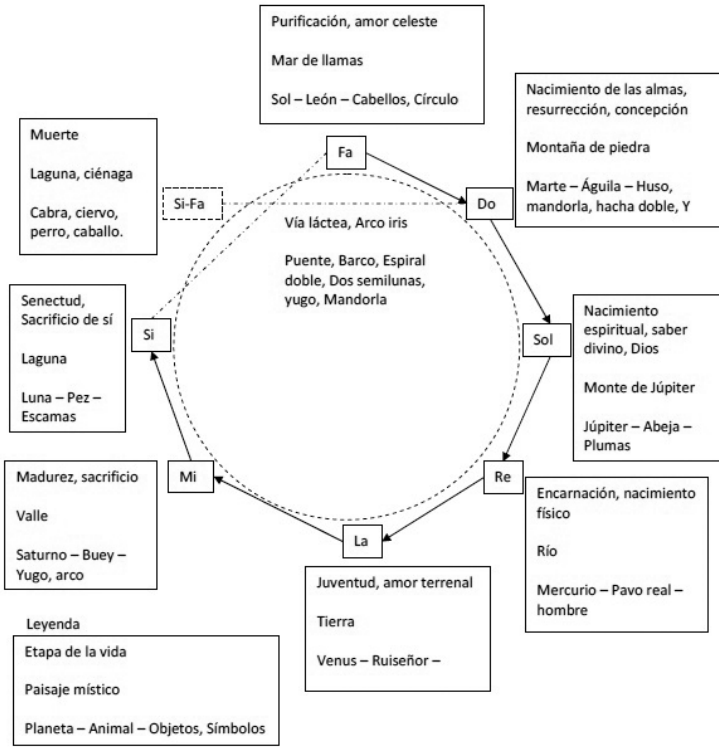 Purificación, amor celeste
Mar de llamas
Sol – León – Cabellos, Círculo
Nacimiento de las almas,
resurrección, concepción
Montaña de piedra
Marte – Águila – Huso,
mandorla, hacha doble, Y
Muerte
Laguna, ciénaga
Cabra, ciervo,
perro, caballo.
Fa
Si-Fa
Do
Vía láctea, Arco iris
Puente, Barco, Espiral
doble, Dos semilunas,
yugo, Mandorla
Senectud,
Sacrificio de sí
Laguna
Luna – Pez –
Escamas
Si
Sol
Nacimiento
espiritual, saber
divino, Dios
Monte de Júpiter
Júpiter – Abeja –
Plumas
Madurez, sacrificio
Valle
Saturno – Buey –
Yugo, arco
Mi
Re
Encarnación, nacimiento
físico
Río
Mercurio – Pavo real –
hombre
La
Juventud, amor terrenal
Tierra
Venus – Ruiseñor –
Leyenda
Etapa de la vida
Paisaje místico
Planeta – Animal – Objetos, Símbolos